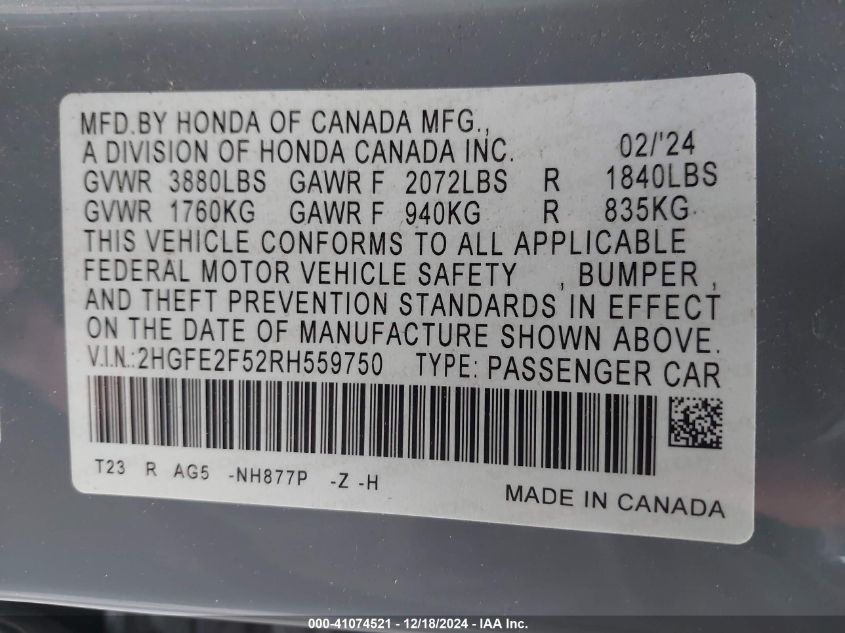 MFD.BY HONDA OF CANADA MFG.,
A DIVISION OF HONDA CANADA INC. 02/'24
GVWR 3880LBS GAWR F 2072LBS R 1840LBS
GVWR 1760KG GAWR F 940KG R 835KG
THIS VEHICLE CONFORMS TO ALL APPLICABLE
FEDERAL MOTOR VEHICLE SAFETY , BUMPER ,
AND THEFT PREVENTION STANDARDS IN EFFECT
ON THE DATE OF MANUFACTURE SHOWN ABOVE.
V.I.N.:2HGFE2F52RH559750 TYPE: PASSENGER CAR
T23 R AG5 -NH877P -Z -H
MADE IN CANADA
000-41074521 – 12/18/2024 - IAA Inc.